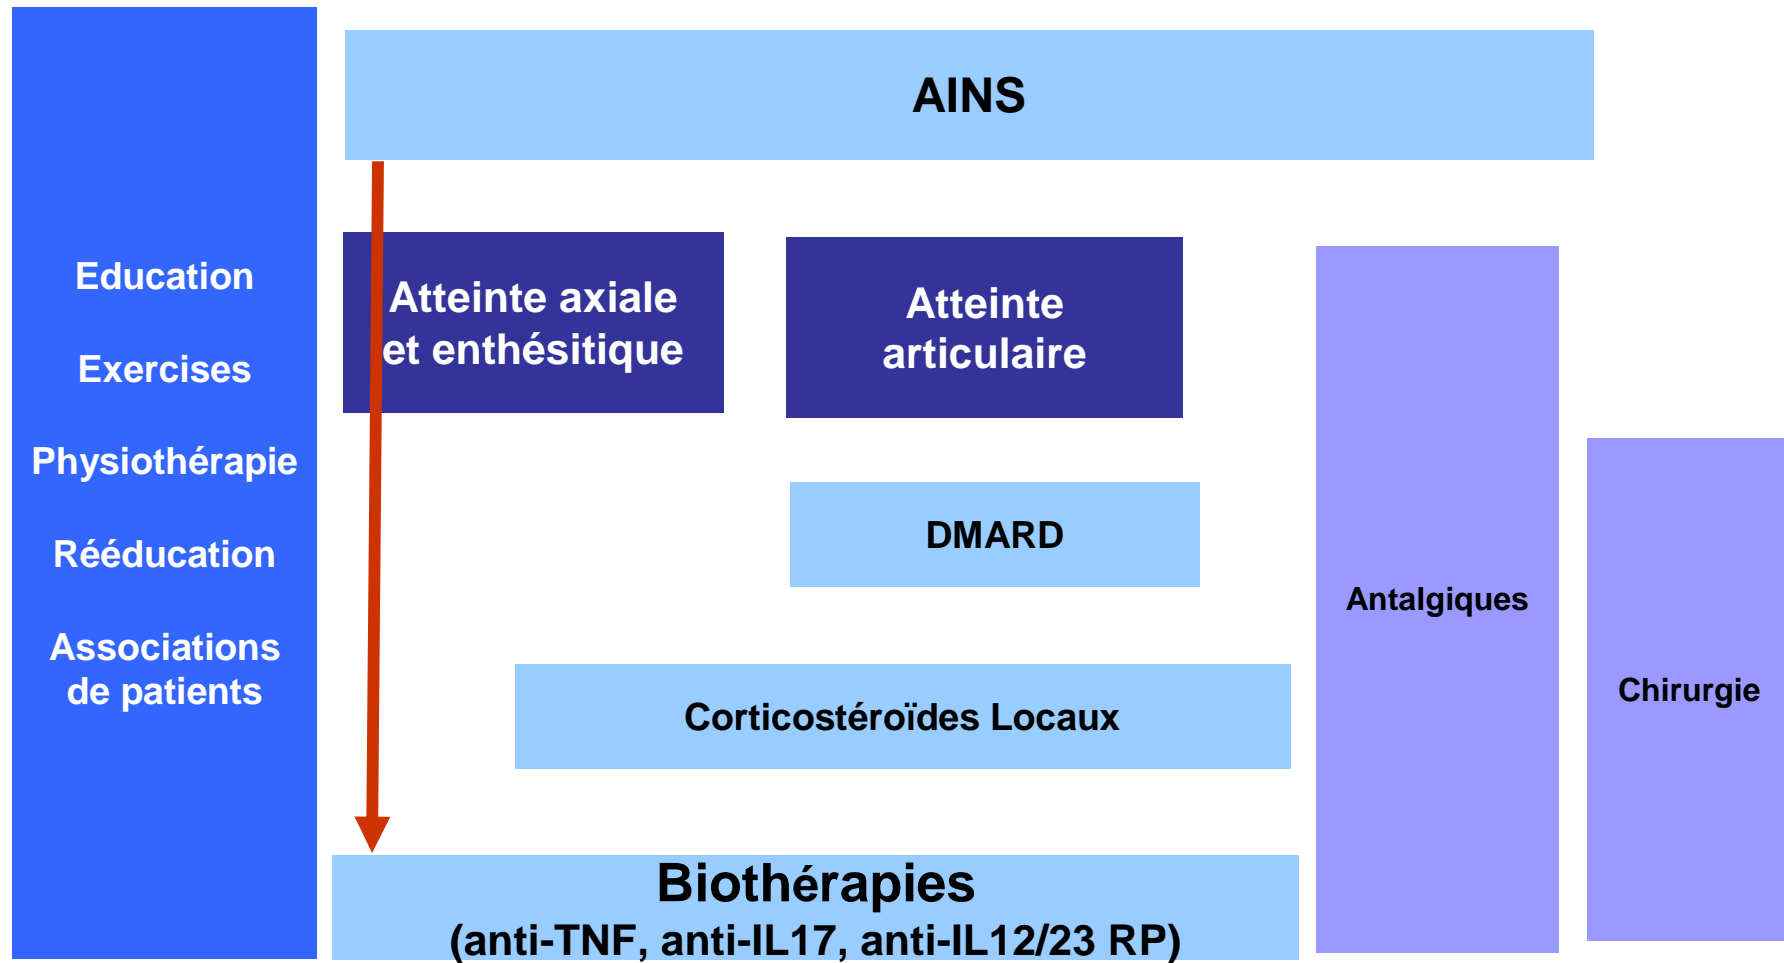 Education
Exercises
Physiothérapie
Rééducation
Associations
de patients
AINS
Atteinte axiale
et enthésitique
Atteinte
articulaire
DMARD
Corticostéroïdes Locaux
Biothérapies
(anti-TNF, anti-IL17, anti-IL12/23 RP)
Antalgiques
Chirurgie